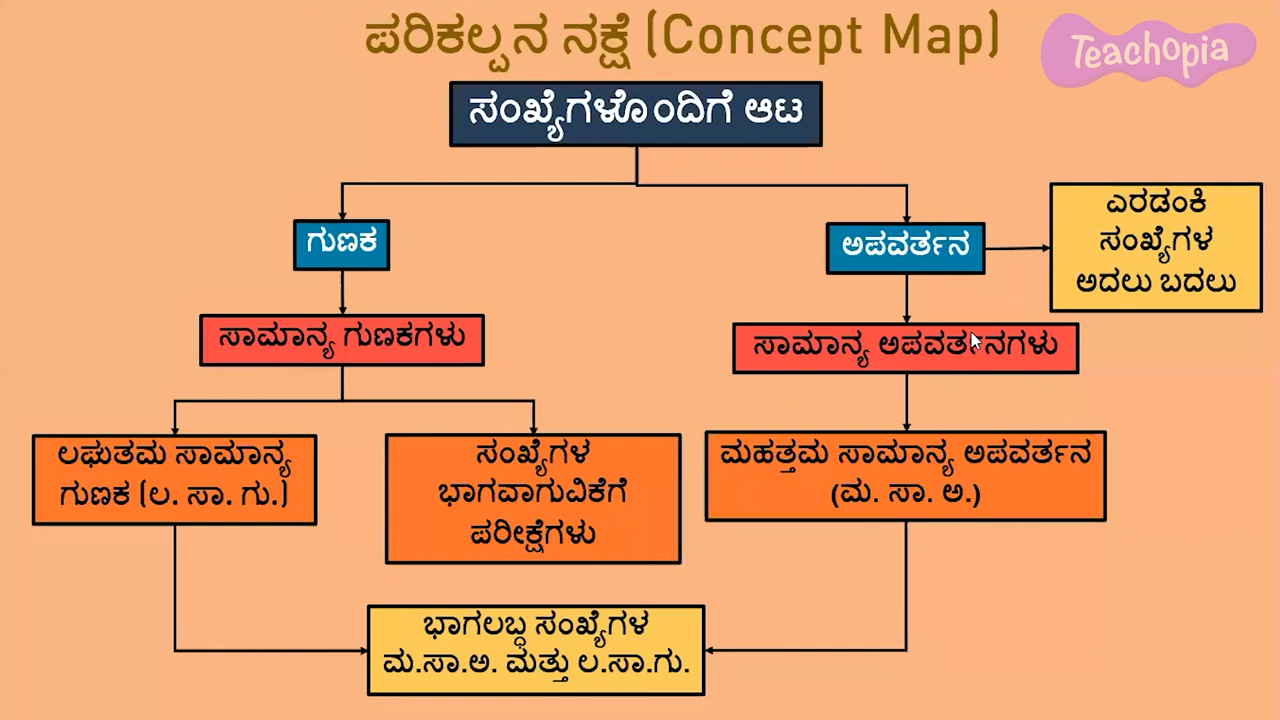 ಪರಿಕಲ್ಪನ ನಕ್ಷೆ (Concept Map)
Teachopia
ಸಂಖ್ಯೆಗಳೊಂದಿಗೆ ಆಟ
ಗುಣಕ
ಅಪವರ್ತನ
ಎರಡಂಕಿ
ಸಂಖ್ಯೆಗಳ
ಅದಲು ಬದಲು
ಸಾಮಾನ್ಯ ಗುಣಕಗಳು
ಸಾಮಾನ್ಯ ಅಪವರ್ತನಗಳು
ಲಘುತಮ ಸಾಮಾನ್ಯ
ಗುಣಕ (ಲ. ಸಾ. ಗು.)
ಸಂಖ್ಯೆಗಳ
ಭಾಗವಾಗುವಿಕೆಗೆ
ಪರೀಕ್ಷೆಗಳು
ಮಹತ್ತಮ ಸಾಮಾನ್ಯ ಅಪವರ್ತನ
(ಮ. ಸಾ. ಅ.)
ಭಾಗಲಬ್ಧ ಸಂಖ್ಯೆಗಳ
ಮ.ಸಾ.ಅ. ಮತ್ತು ಲ.ಸಾ.ಗು.